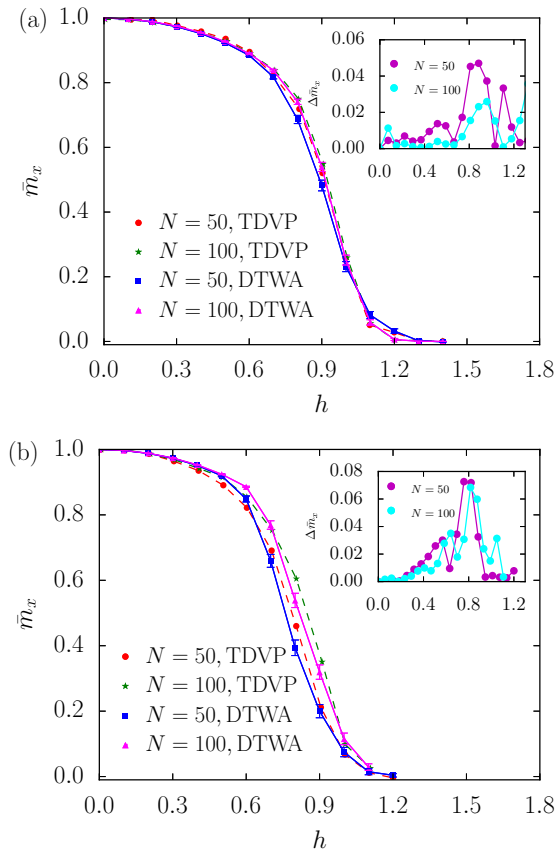 (a)
m̄ₓ
1.0
0.8
0.6
0.4
0.2
0.0
0.0 0.3 0.6 0.9 1.2 1.5 1.8
h
N = 50, TDVP
N = 100, TDVP
N = 50, DTWA
N = 100, DTWA
Δm̄ₓ
0.06
0.04
0.02
0.00
0.0 0.4 0.8 1.2
N = 50
N = 100
(b)
m̄ₓ
1.0
0.8
0.6
0.4
0.2
0.0
0.0 0.3 0.6 0.9 1.2 1.5 1.8
h
N = 50, TDVP
N = 100, TDVP
N = 50, DTWA
N = 100, DTWA
Δm̄ₓ
0.08
0.06
0.04
0.02
0.00
0.0 0.4 0.8 1.2
N = 50
N = 100